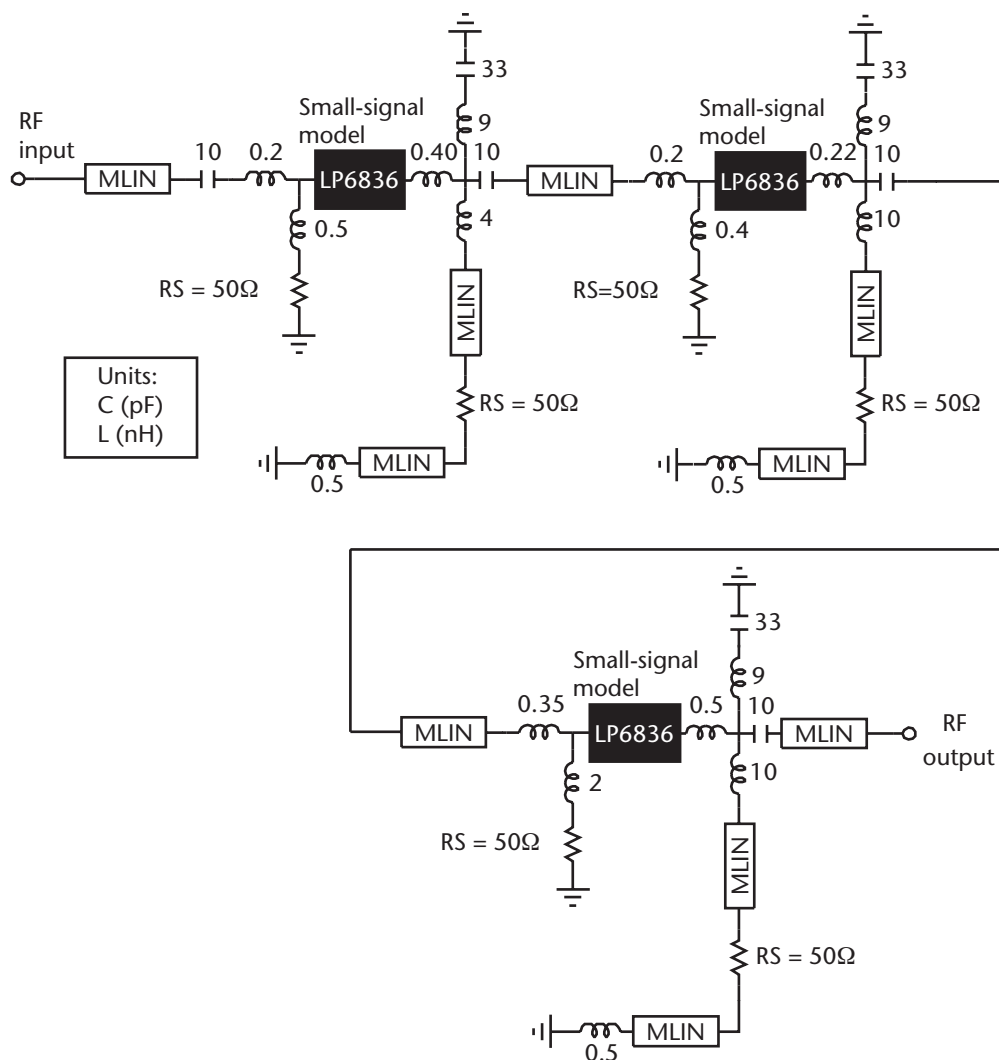 RF
input
MLIN
10
0.2
Small-signal
model
LP6836
0.40
33
9
10
4
0.5
RS = 50Ω
MLIN
RS = 50Ω
MLIN
0.5
MLIN
0.2
Small-signal
model
LP6836
0.22
33
9
10
10
0.4
RS=50Ω
MLIN
RS = 50Ω
MLIN
0.5
Units:
C (pF)
L (nH)
MLIN
0.35
Small-signal
model
LP6836
0.5
33
9
10
MLIN
RF
output
10
2
RS = 50Ω
MLIN
RS = 50Ω
MLIN
0.5